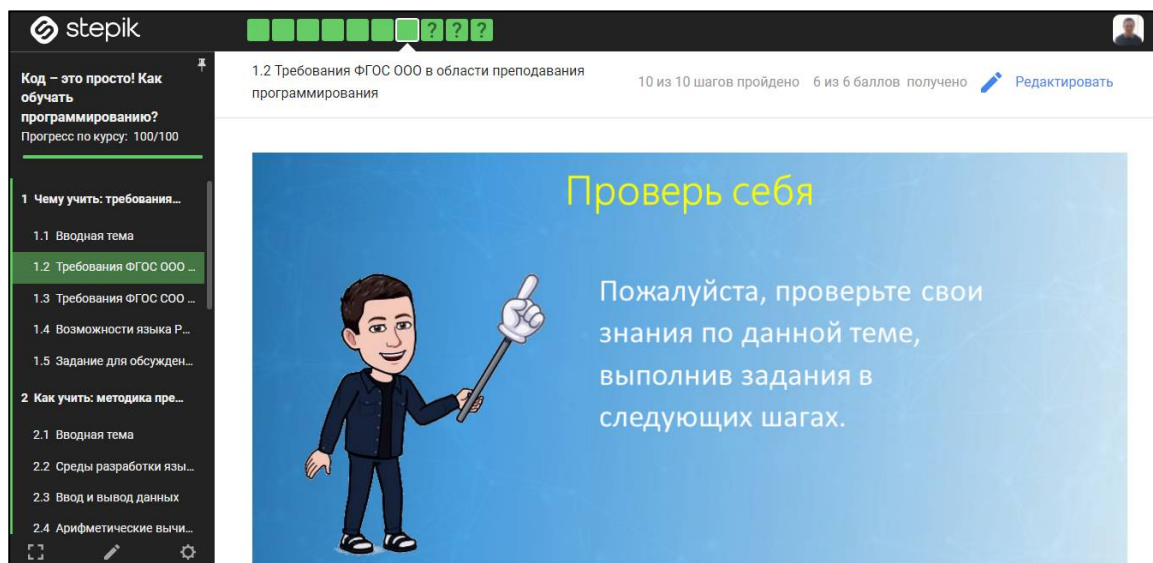 stepik
? ? ?
Код – это просто! Как
обучать
программированию?
Прогресс по курсу: 100/100
1 Чему учить: требования...
1.1 Вводная тема
1.2 Требования ФГОС ООО ...
1.3 Требования ФГОС СОО ...
1.4 Возможности языка P...
1.5 Задание для обсужден...
2 Как учить: методика пре...
2.1 Вводная тема
2.2 Среды разработки язы...
2.3 Ввод и вывод данных
2.4 Арифметические вычи...
1.2 Требования ФГОС ООО в области преподавания
программирования
10 из 10 шагов пройдено 6 из 6 баллов получено Редактировать
Проверь себя
Пожалуйста, проверьте свои
знания по данной теме,
выполнив задания в
следующих шагах.